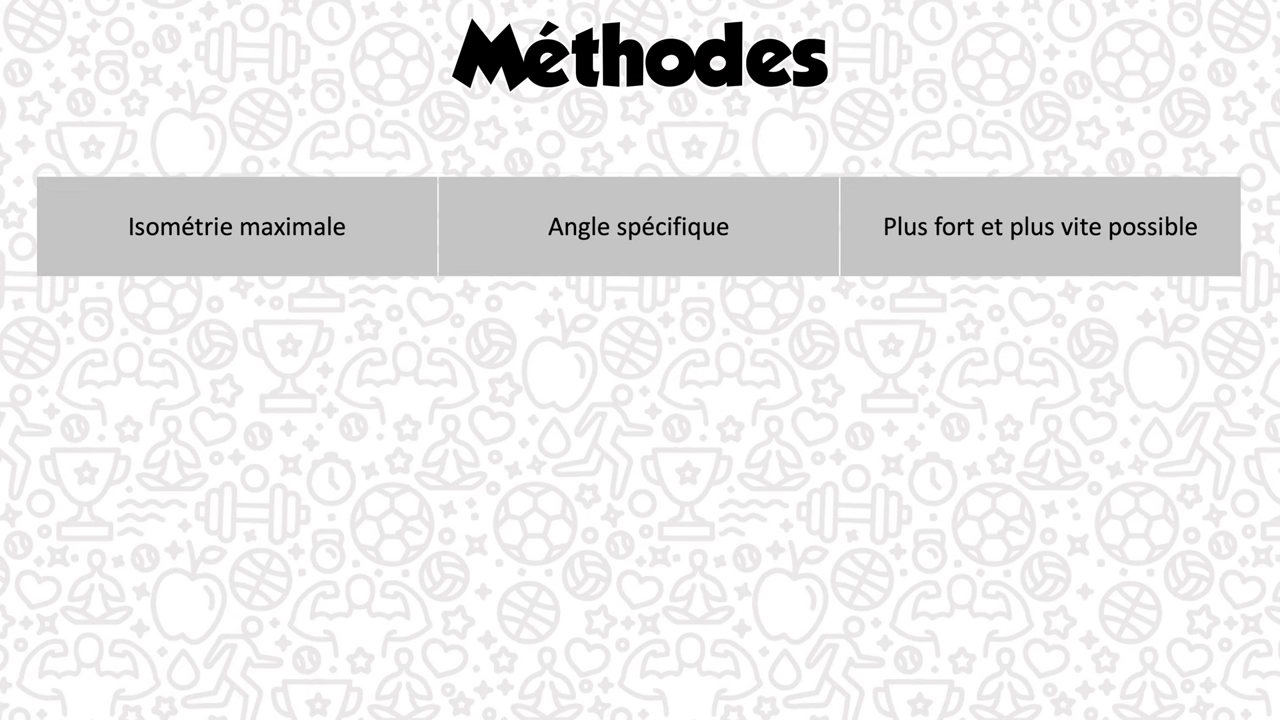 Méthodes
Isométrie maximale
Angle spécifique
Plus fort et plus vite possible